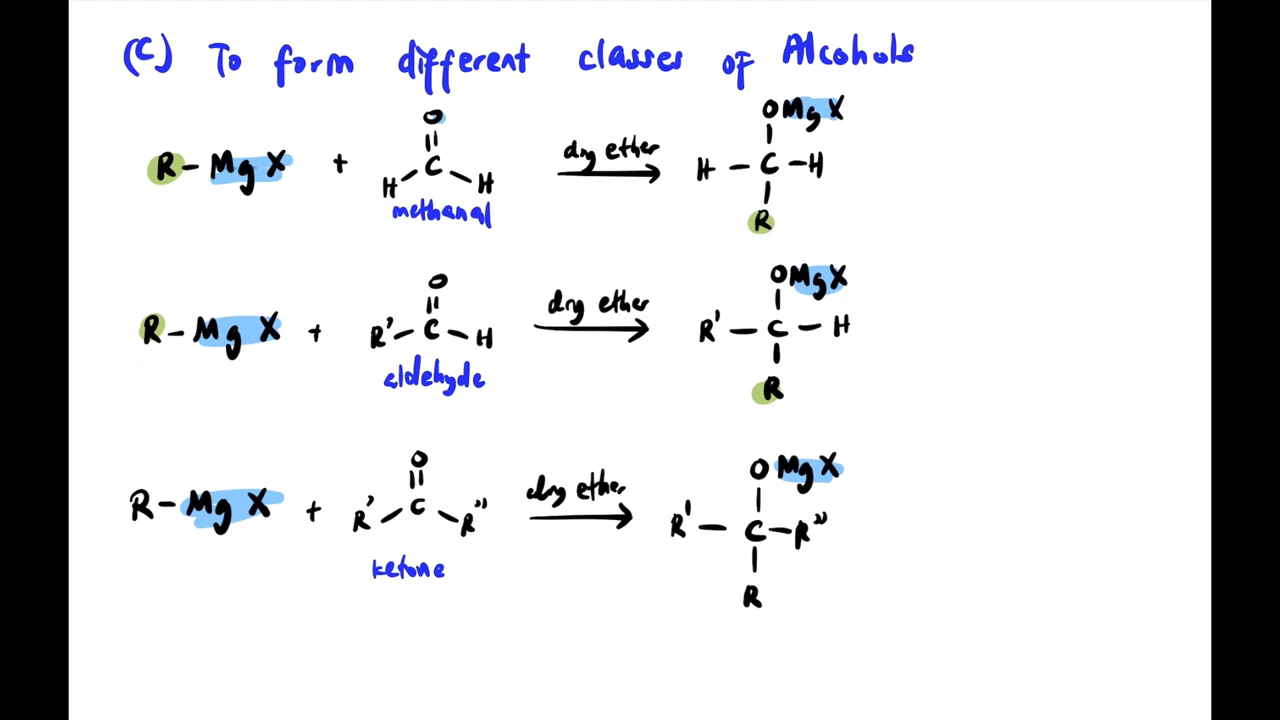 (C) To form different classes of Alcohols
O OMgX
R-MgX + C dry ether H-C-H
H H R
methanal
O OMgX
R-MgX + R'-C-H dry ether R'-C-H
aldehyde R
O OMgX
R-MgX + R' C R" dry ether R'-C-R"
ketone R